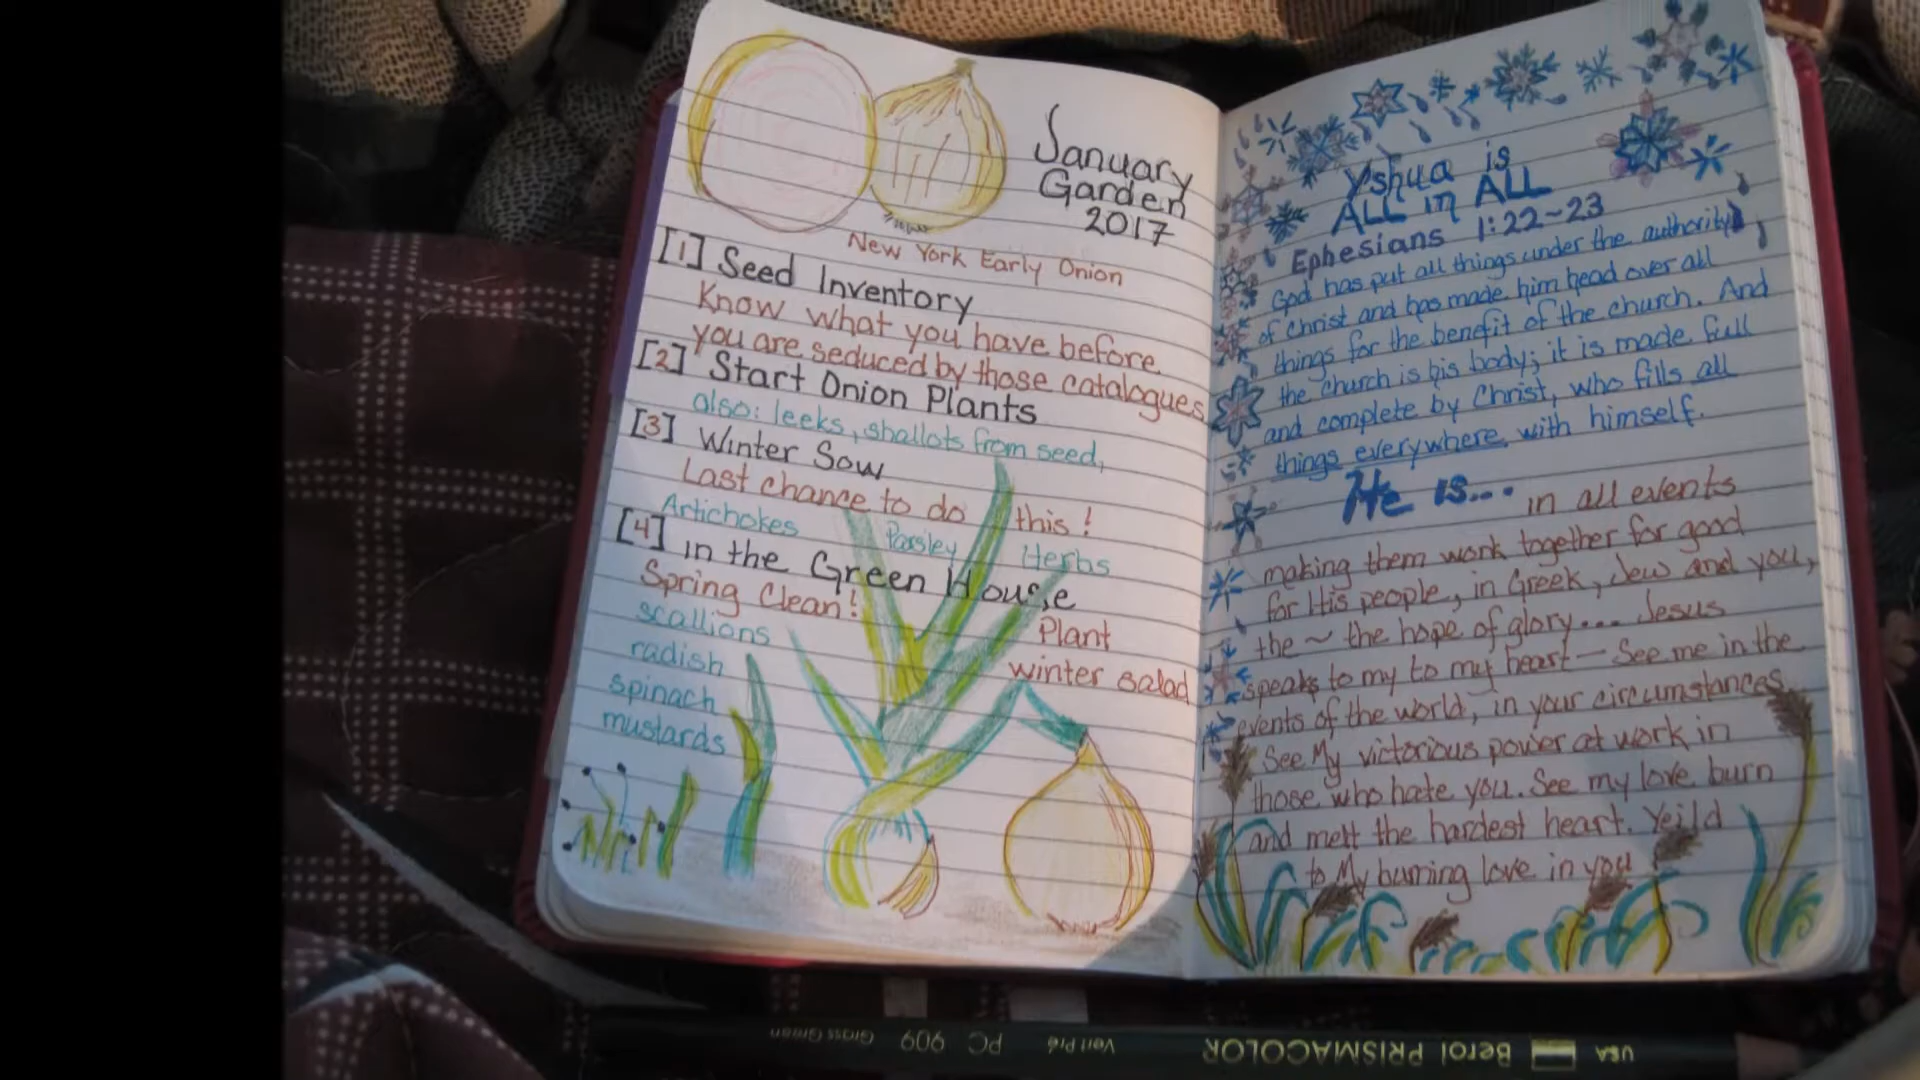 January
Garden
2017
New York Early Onion
[1] Seed Inventory
Know what you have before
you are seduced by those catalogues
[2] Start Onion Plants
also: leeks, shallots from seed,
[3] Winter Sow
Last chance to do this!
Artichokes Parsley Herbs
[4] in the Green House
Spring Clean!
scallions
radish
spinach
mustards
Plant
winter salad
Yshua is
ALL in ALL
Ephesians 1:22~23
God has put all things under the authority
of Christ and has made him head over all
things for the benefit of the church. And
the church is his body; it is made full
and complete by Christ, who fills all
things everywhere with himself.
He is... in all events
making them work together for good
for His people, in Greek, Jew and you,
the ~ the hope of glory... Jesus
speaks to my to my heart — See me in the
events of the world, in your circumstances
See My victorious power at work in
those who hate you. See my love burn
and melt the hardest heart. Yeild
to My burning love in you!
USA Berol PRISMACOLOR Verithin PC 909 Grass Green